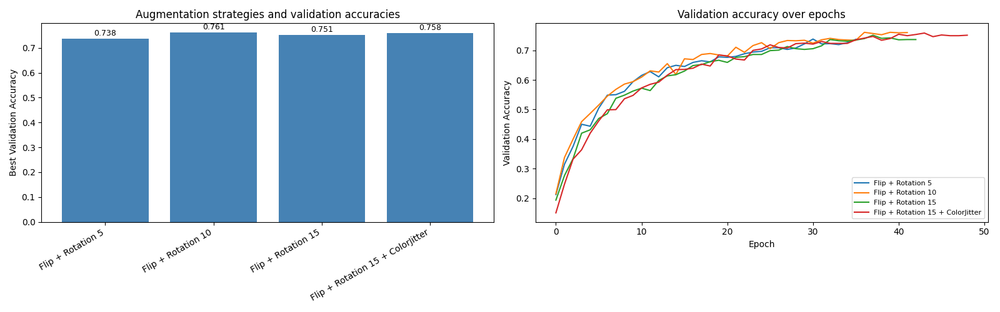 Augmentation strategies and validation accuracies
Best Validation Accuracy
0.7
0.6
0.5
0.4
0.3
0.2
0.1
0.0
0.738
0.761
0.751
0.758
Flip + Rotation 5
Flip + Rotation 10
Flip + Rotation 15
Flip + Rotation 15 + ColorJitter
Validation accuracy over epochs
Validation Accuracy
0.7
0.6
0.5
0.4
0.3
0.2
Flip + Rotation 5
Flip + Rotation 10
Flip + Rotation 15
Flip + Rotation 15 + ColorJitter
0
10
20
30
40
50
Epoch